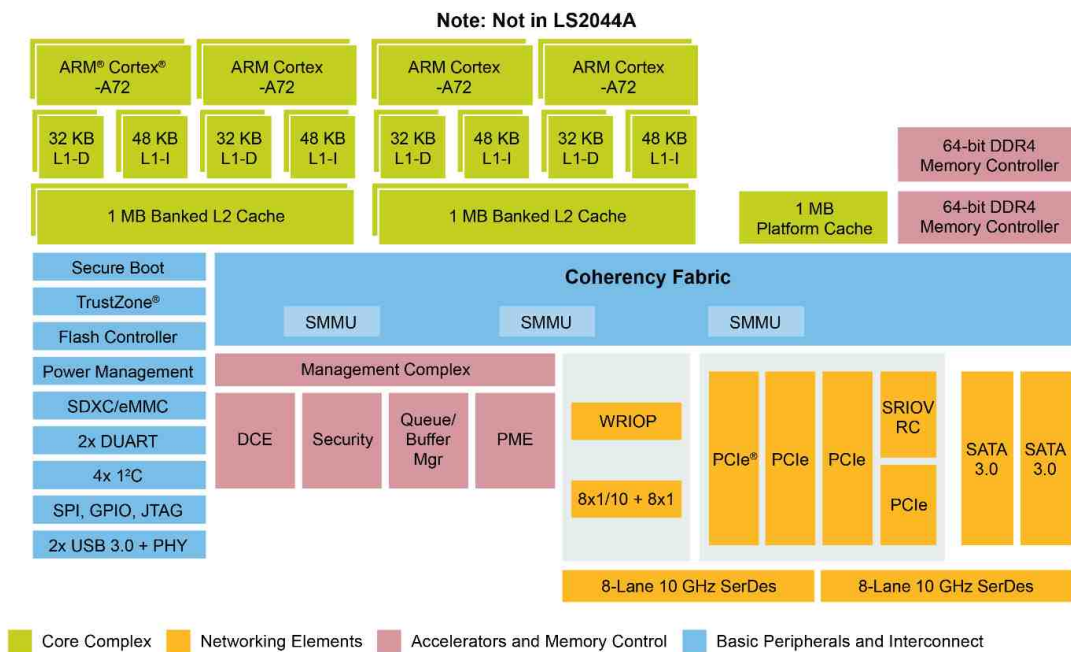 Note: Not in LS2044A
ARM® Cortex®
-A72
ARM Cortex
-A72
ARM Cortex
-A72
ARM Cortex
-A72
32 KB
L1-D
48 KB
L1-I
32 KB
L1-D
48 KB
L1-I
32 KB
L1-D
48 KB
L1-I
32 KB
L1-D
48 KB
L1-I
1 MB Banked L2 Cache
1 MB Banked L2 Cache
1 MB
Platform Cache
64-bit DDR4
Memory Controller
64-bit DDR4
Memory Controller
Secure Boot
TrustZone®
Flash Controller
Power Management
SDXC/eMMC
2x DUART
4x 1²C
SPI, GPIO, JTAG
2x USB 3.0 + PHY
Coherency Fabric
SMMU
SMMU
SMMU
Management Complex
DCE
Security
Queue/
Buffer
Mgr
PME
WRIOP
8x1/10 + 8x1
PCIe®
PCIe
PCIe
SRIOV
RC
PCIe
SATA
3.0
SATA
3.0
8-Lane 10 GHz SerDes
8-Lane 10 GHz SerDes
Core Complex
Networking Elements
Accelerators and Memory Control
Basic Peripherals and Interconnect